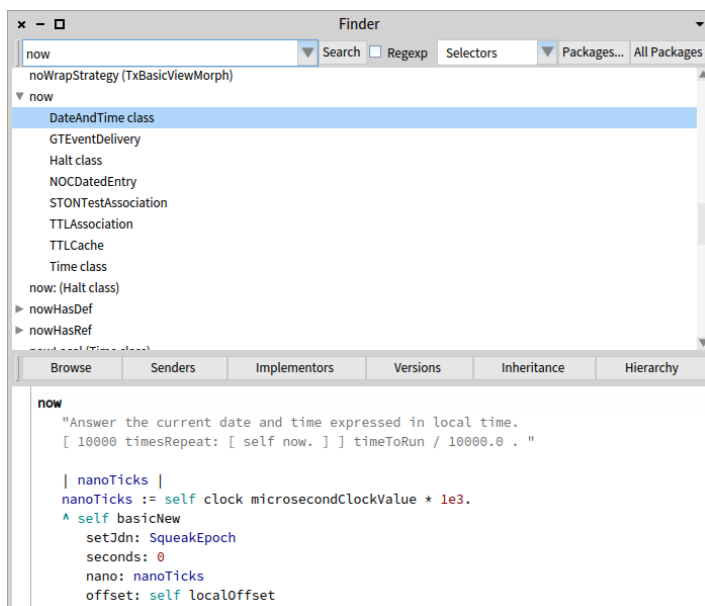 Finder
now
Search
Regexp
Selectors
Packages...
All Packages
noWrapStrategy (TxBasicViewMorph)
now
DateAndTime class
GTEventDelivery
Halt class
NOCDatedEntry
STONTestAssociation
TTLAssociation
TTLCache
Time class
now: (Halt class)
nowHasDef
nowHasRef
nowLocal (Time class)
Browse
Senders
Implementors
Versions
Inheritance
Hierarchy
now
"Answer the current date and time expressed in local time.
[ 10000 timesRepeat: [ self now. ] ] timeToRun / 10000.0 . "
| nanoTicks |
nanoTicks := self clock microsecondClockValue * 1e3.
^ self basicNew
setJdn: SqueakEpoch
seconds: 0
nano: nanoTicks
offset: self localOffset